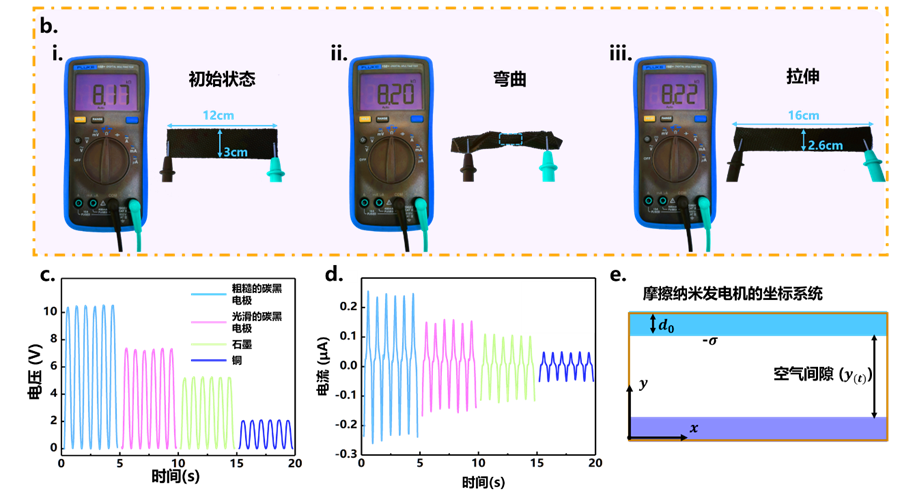 b.
i.
初始状态
8.17
12cm
3cm
ii.
弯曲
8.20
iii.
拉伸
8.22
16cm
2.6cm
c.
电压 (V)
10
8
6
4
2
0
0
5
10
15
20
时间(s)
粗糙的碳黑
电极
光滑的碳黑
电极
石墨
铜
d.
电流 (μA)
0.2
0.1
0.0
-0.1
-0.2
-0.3
0
5
10
15
20
时间(s)
e.
摩擦纳米发电机的坐标系统
d₀
-σ
空气间隙 (y₍t₎)
y
x